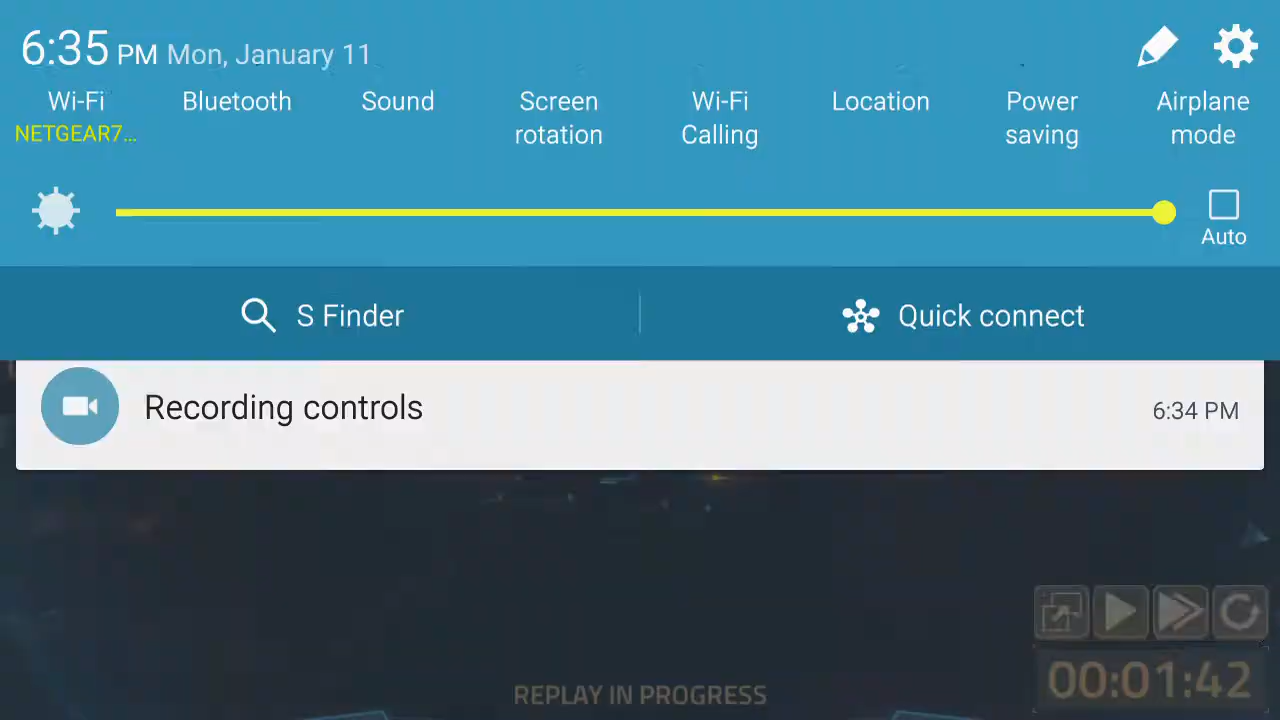 6:35 PM Mon, January 11
Wi-Fi
NETGEAR7...
Bluetooth
Sound
Screen
rotation
Wi-Fi
Calling
Location
Power
saving
Airplane
mode
Auto
S Finder
Quick connect
Recording controls
6:34 PM
00:01:42
REPLAY IN PROGRESS